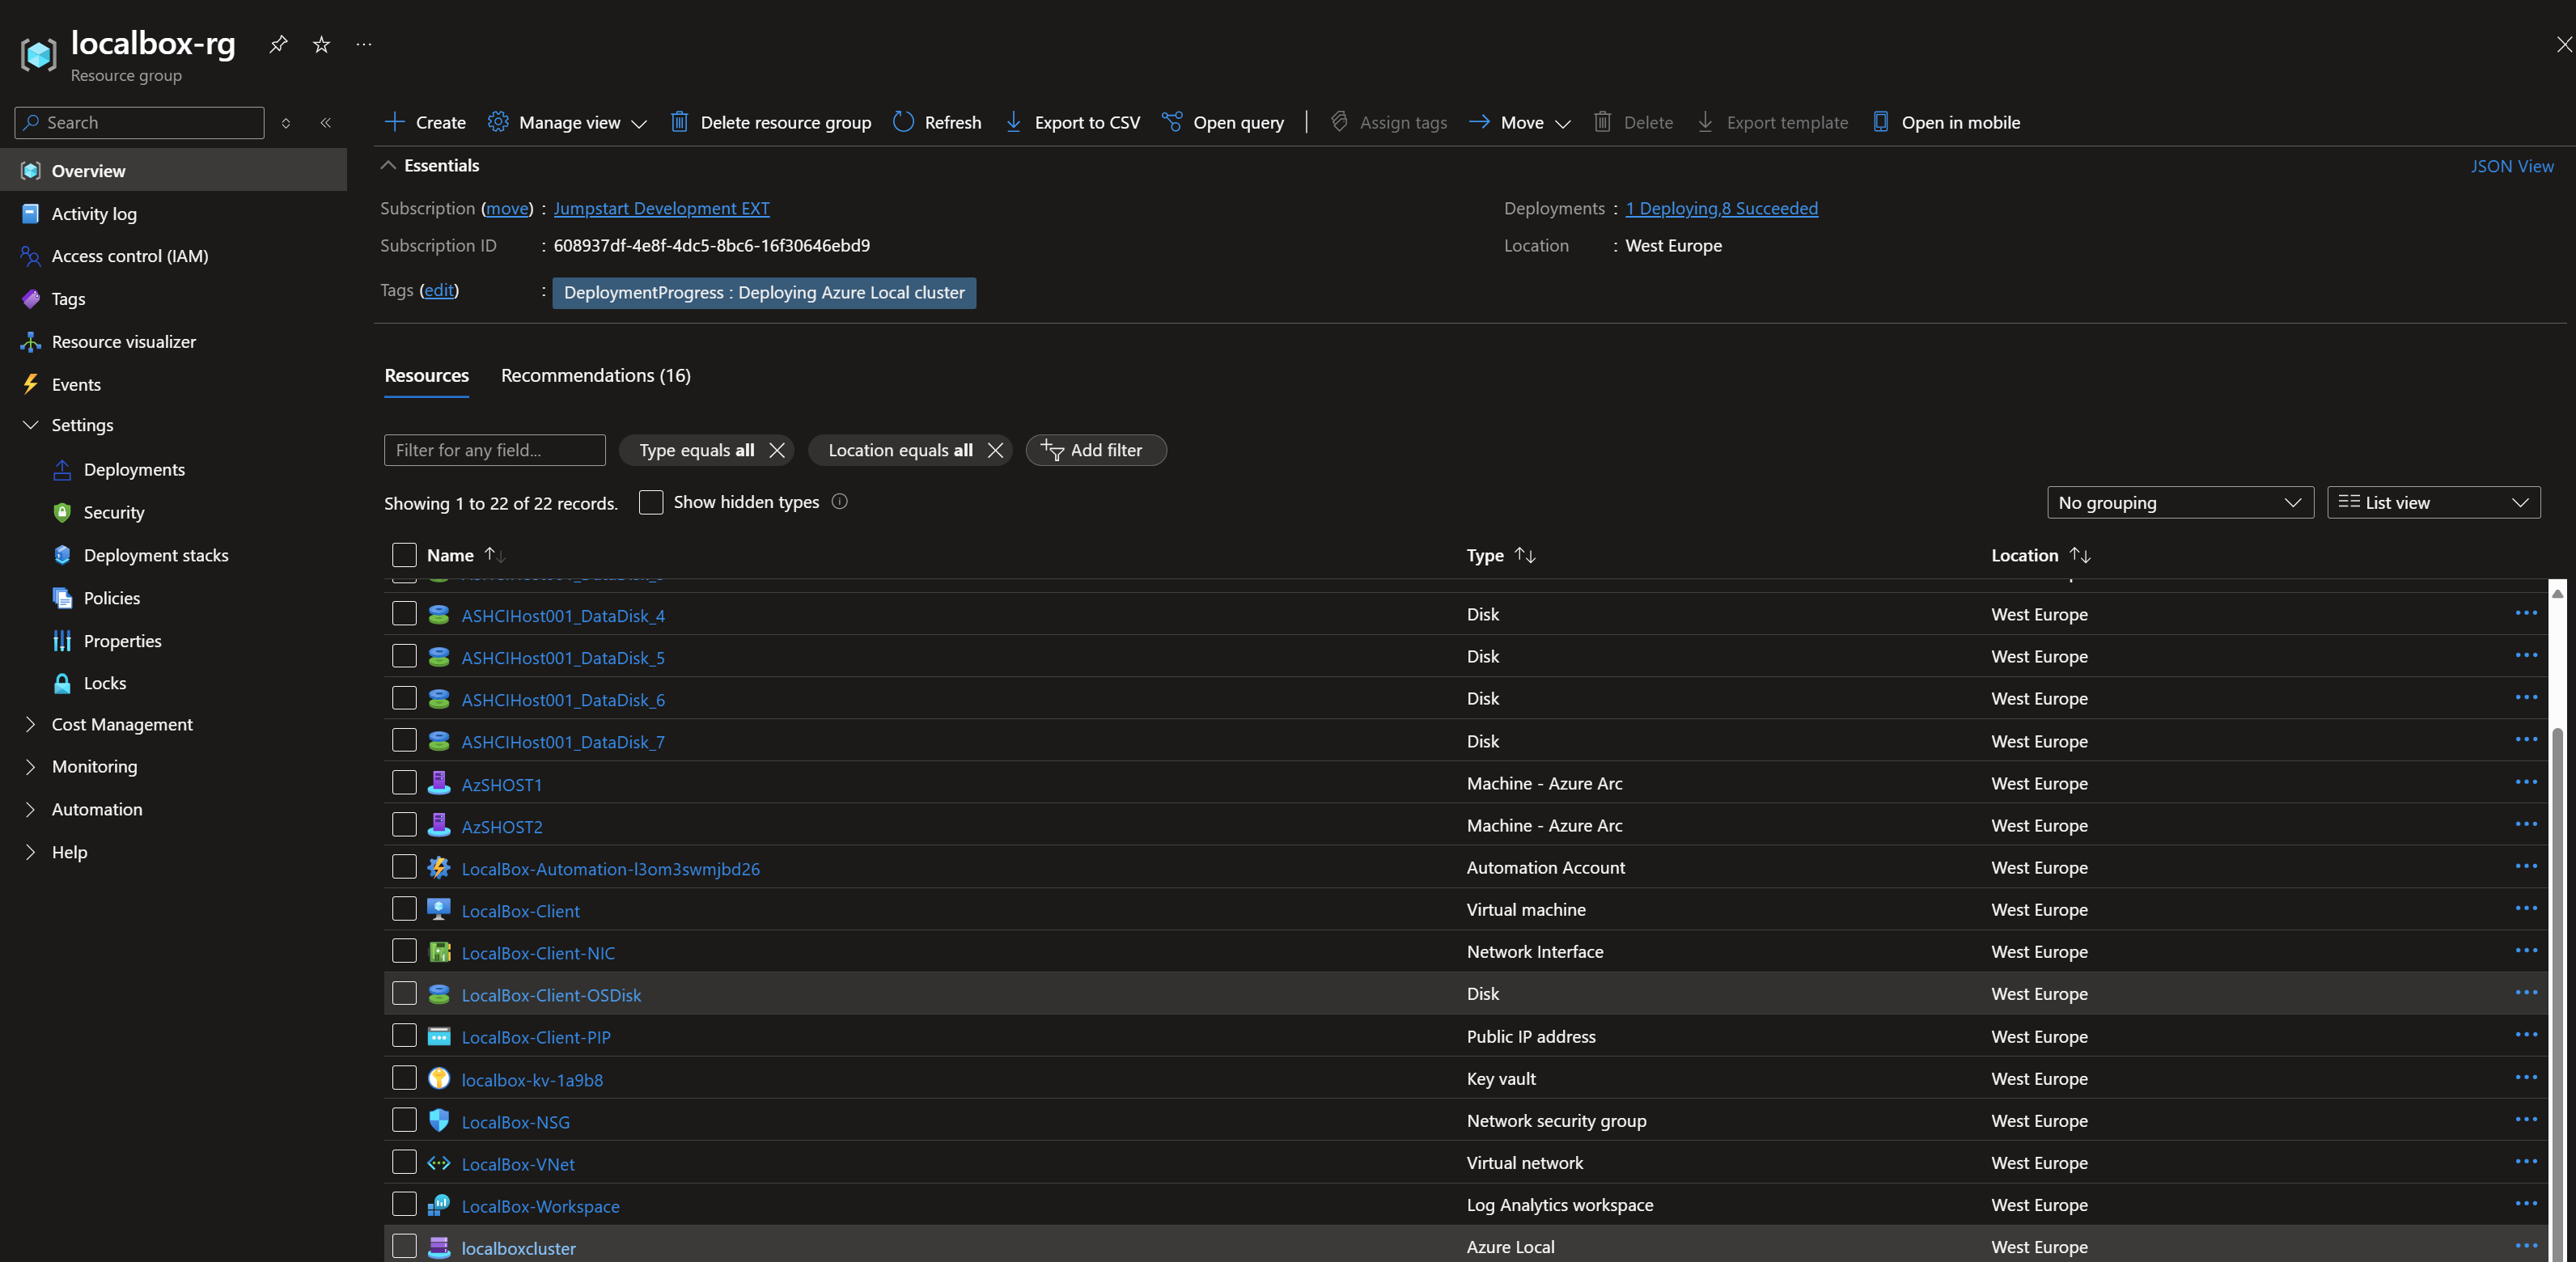 localbox-rg
Resource group
Search
Overview
Activity log
Access control (IAM)
Tags
Resource visualizer
Events
Settings
Deployments
Security
Deployment stacks
Policies
Properties
Locks
Cost Management
Monitoring
Automation
Help
Create Manage view Delete resource group Refresh Export to CSV Open query Assign tags Move Delete Export template Open in mobile
Essentials JSON View
Subscription (move) : Jumpstart Development EXT Deployments : 1 Deploying,8 Succeeded
Subscription ID : 608937df-4e8f-4dc5-8bc6-16f30646ebd9 Location : West Europe
Tags (edit) : DeploymentProgress : Deploying Azure Local cluster
Resources Recommendations (16)
Filter for any field... Type equals all Location equals all Add filter
Showing 1 to 22 of 22 records. Show hidden types No grouping List view
Name Type Location
ASHCIHost001_DataDisk_4 Disk West Europe
ASHCIHost001_DataDisk_5 Disk West Europe
ASHCIHost001_DataDisk_6 Disk West Europe
ASHCIHost001_DataDisk_7 Disk West Europe
AzSHOST1 Machine - Azure Arc West Europe
AzSHOST2 Machine - Azure Arc West Europe
LocalBox-Automation-l3om3swmjbd26 Automation Account West Europe
LocalBox-Client Virtual machine West Europe
LocalBox-Client-NIC Network Interface West Europe
LocalBox-Client-OSDisk Disk West Europe
LocalBox-Client-PIP Public IP address West Europe
localbox-kv-1a9b8 Key vault West Europe
LocalBox-NSG Network security group West Europe
LocalBox-VNet Virtual network West Europe
LocalBox-Workspace Log Analytics workspace West Europe
localboxcluster Azure Local West Europe